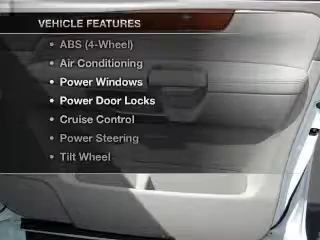 VEHICLE FEATURES
• ABS (4-Wheel)
• Air Conditioning
• Power Windows
• Power Door Locks
• Cruise Control
• Power Steering
• Tilt Wheel